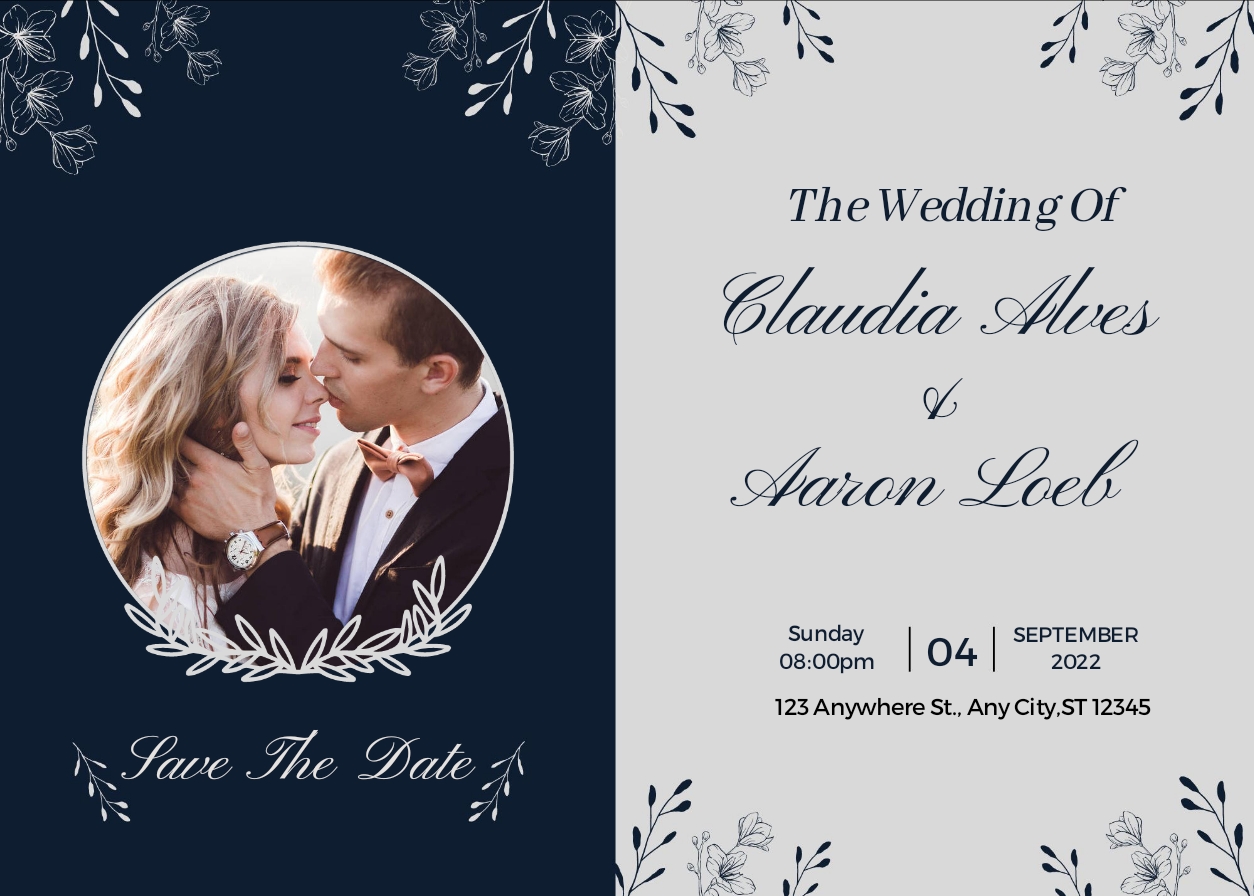 Save The Date
The Wedding Of
Claudia Alves
&
Aaron Loeb
Sunday
08:00pm
04
SEPTEMBER
2022
123 Anywhere St., Any City,ST 12345